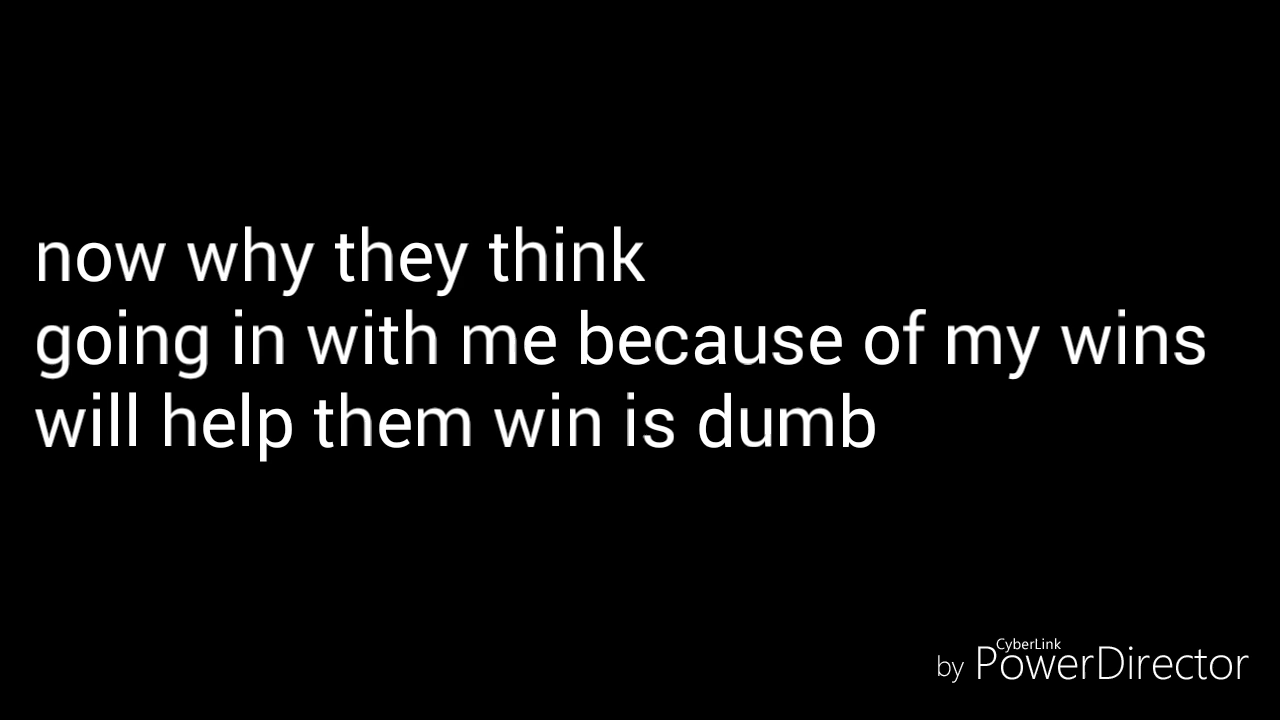 now why they think
going in with me because of my wins
will help them win is dumb
CyberLink
by PowerDirector